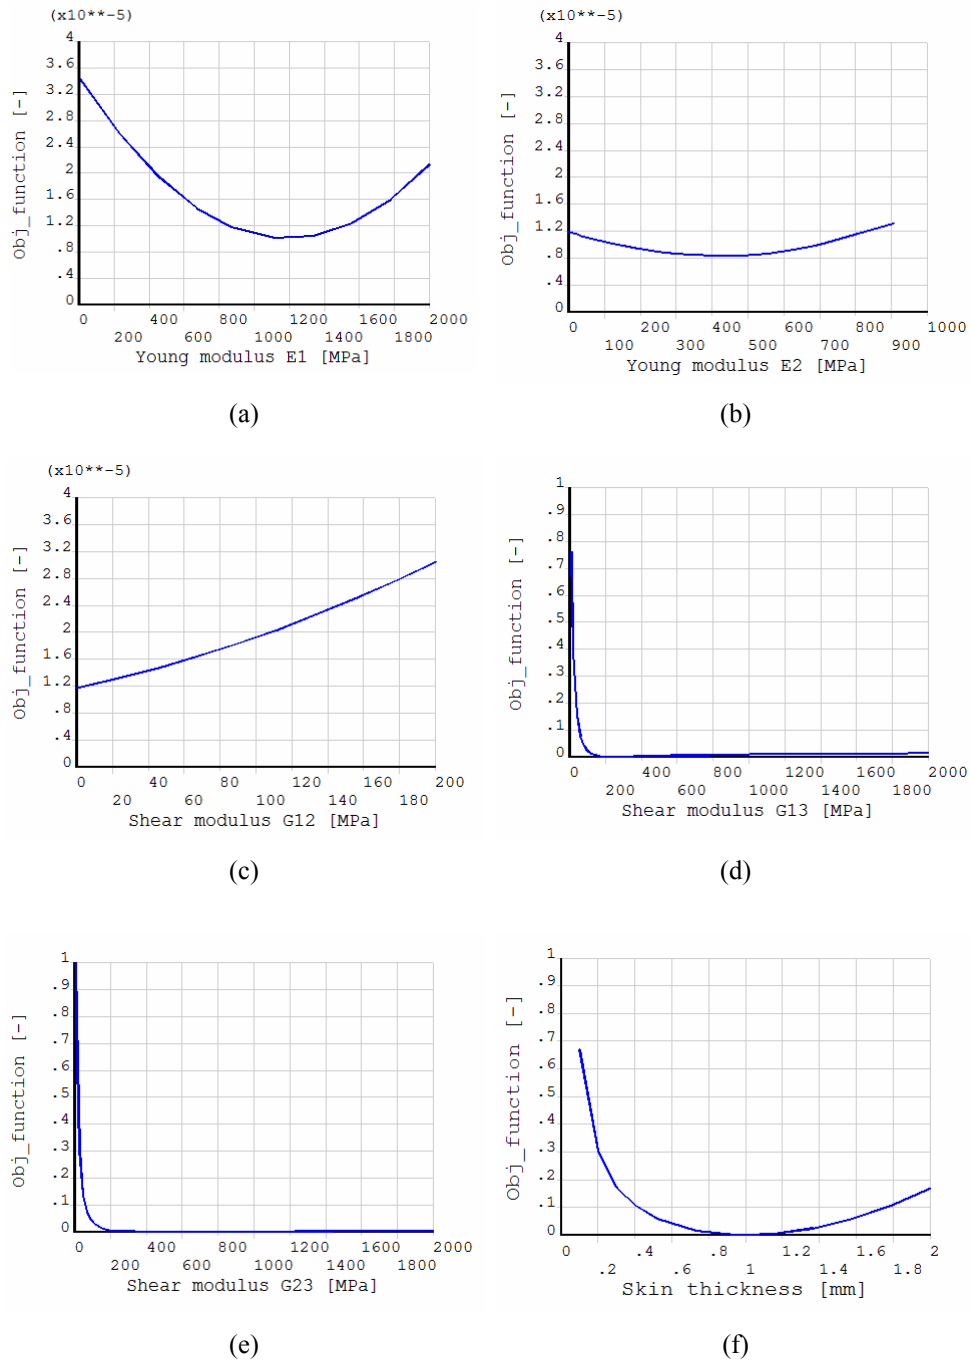 (x10**-5)
4
3.6
3.2
2.8
2.4
2
1.6
1.2
.8
.4
0
Obj_function [-]
0 400 800 1200 1600 2000
200 600 1000 1400 1800
Young modulus E1 [MPa]
(a)
(x10**-5)
4
3.6
3.2
2.8
2.4
2
1.6
1.2
.8
.4
0
Obj_function [-]
0 200 400 600 800 1000
100 300 500 700 900
Young modulus E2 [MPa]
(b)
(x10**-5)
4
3.6
3.2
2.8
2.4
2
1.6
1.2
.8
.4
0
Obj_function [-]
0 40 80 120 160 200
20 60 100 140 180
Shear modulus G12 [MPa]
(c)
1
.9
.8
.7
.6
.5
.4
.3
.2
.1
0
Obj_function [-]
0 400 800 1200 1600 2000
200 600 1000 1400 1800
Shear modulus G13 [MPa]
(d)
1
.9
.8
.7
.6
.5
.4
.3
.2
.1
0
Obj_function [-]
0 400 800 1200 1600 2000
200 600 1000 1400 1800
Shear modulus G23 [MPa]
(e)
1
.9
.8
.7
.6
.5
.4
.3
.2
.1
0
Obj_function [-]
0 .4 .8 1.2 1.6 2
.2 .6 1 1.4 1.8
Skin thickness [mm]
(f)